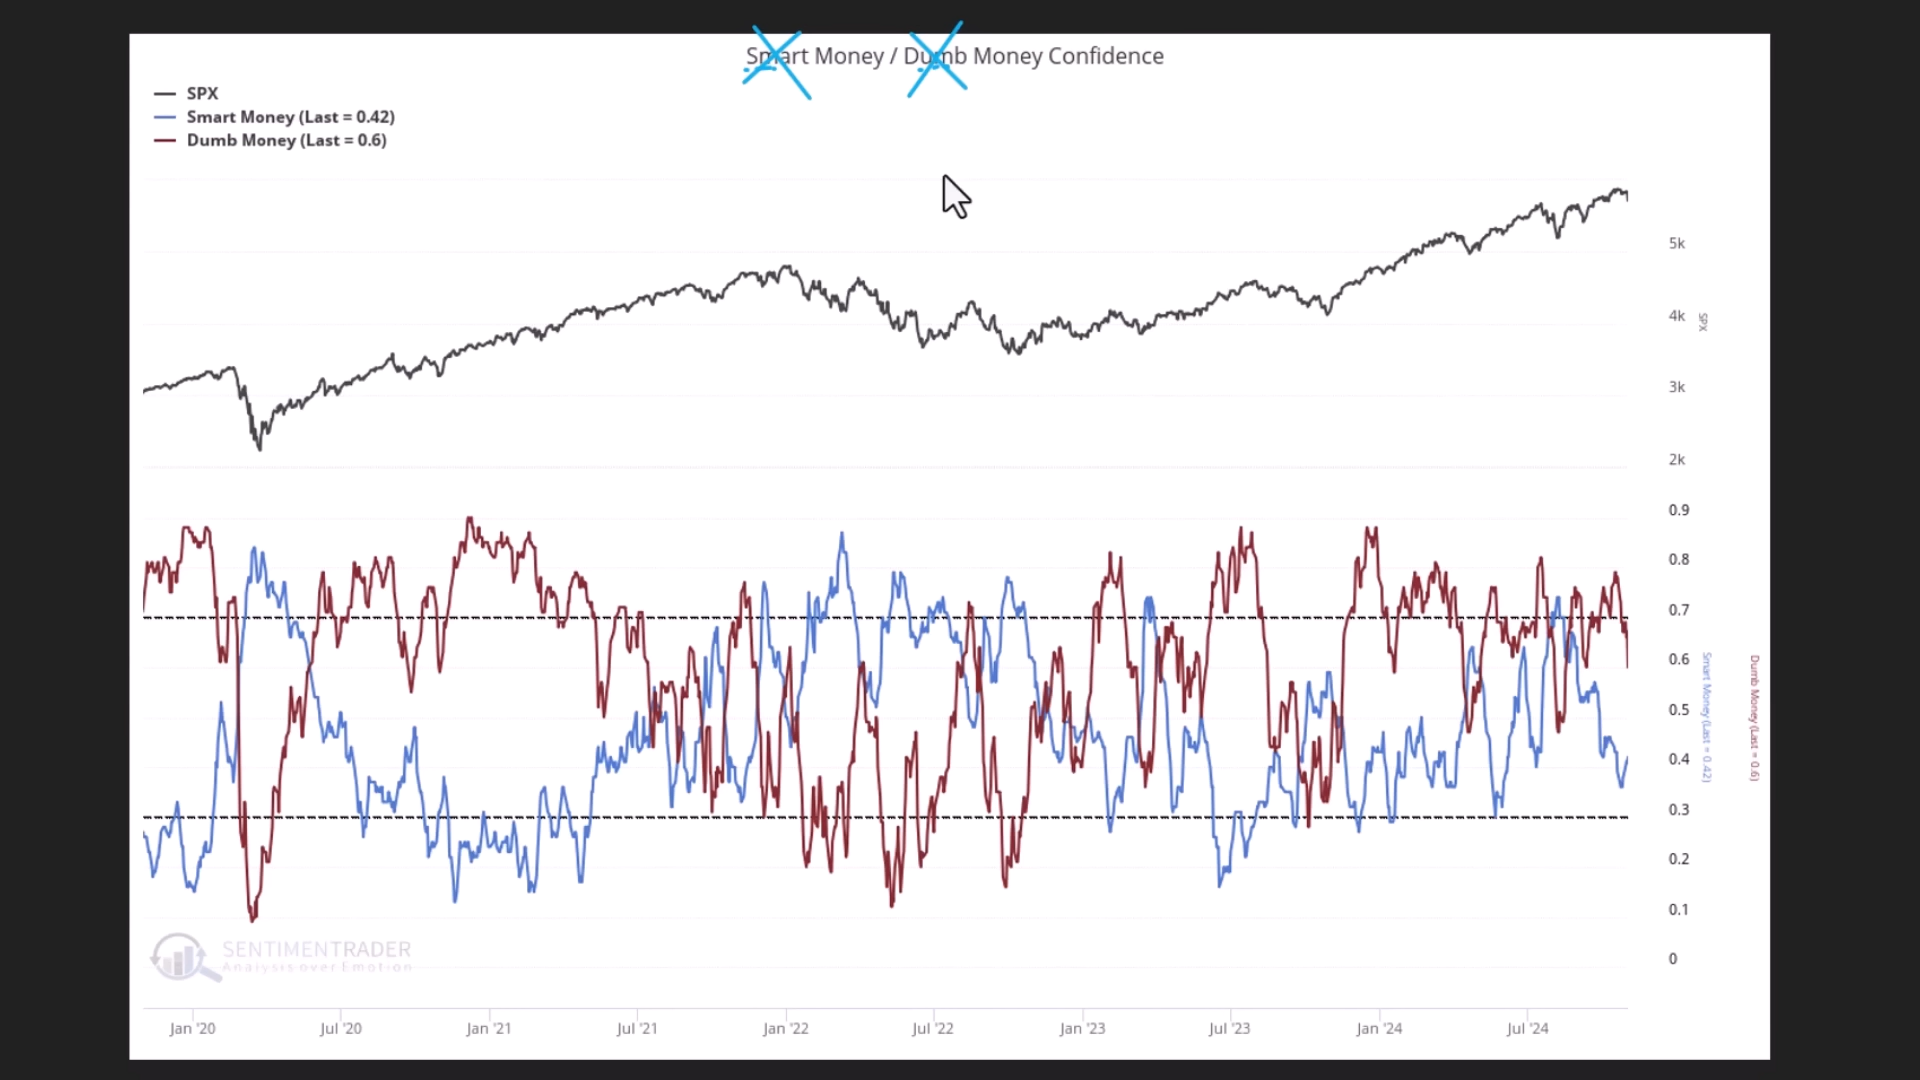 Smart Money / Dumb Money Confidence
SPX
Smart Money (Last = 0.42)
Dumb Money (Last = 0.6)
5k
4k
SPX
3k
2k
0.9
0.8
0.7
0.6
0.5
0.4
0.3
0.2
0.1
0
Smart Money (Last = 0.42)
Dumb Money (Last = 0.6)
SENTIMENTRADER
Analysis over Emotion
Jan '20
Jul '20
Jan '21
Jul '21
Jan '22
Jul '22
Jan '23
Jul '23
Jan '24
Jul '24